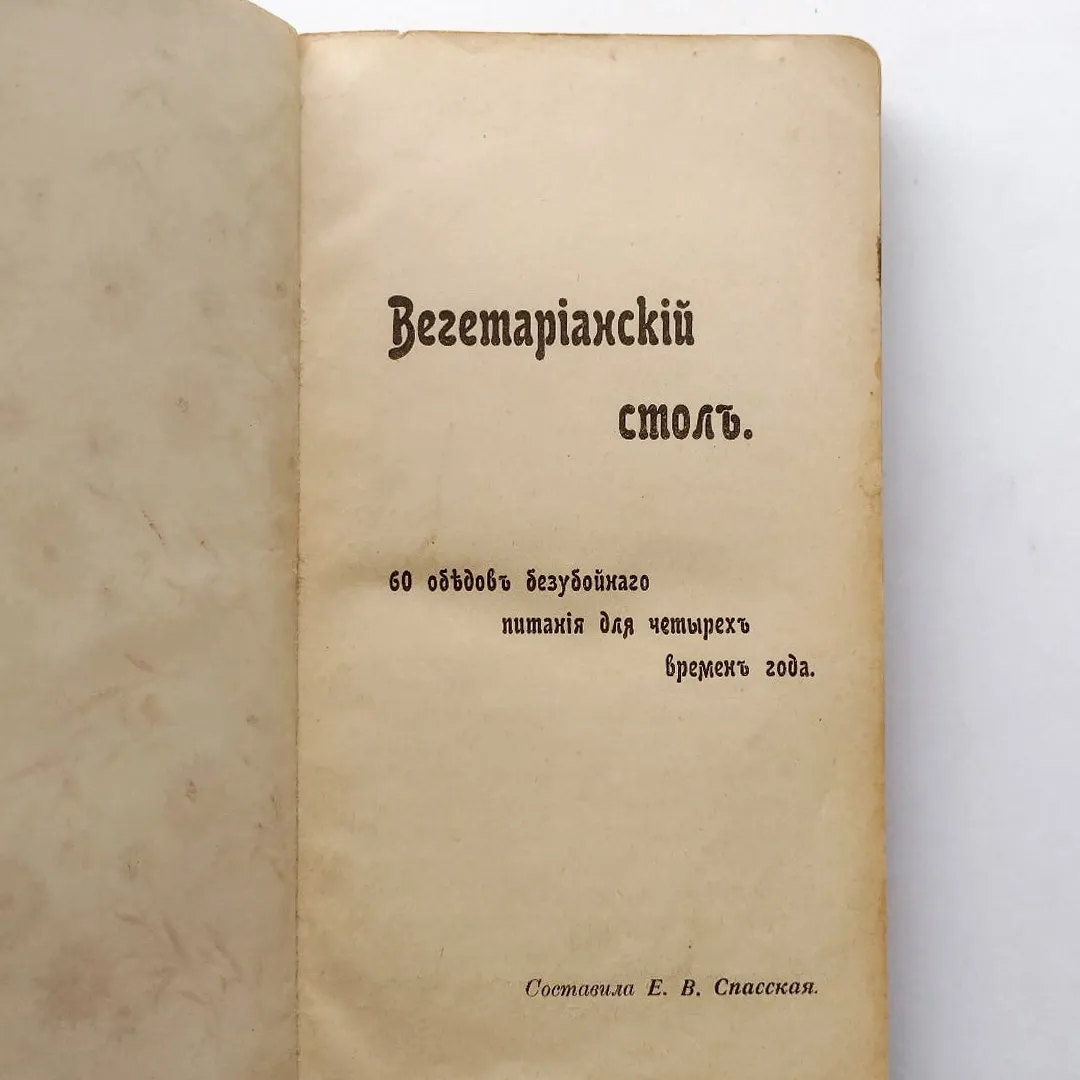 Вегетаріанскій
столъ.
60 обѣдовъ безубойнаго
питанія для четырехъ
временъ года.
Составила Е. В. Спасская.